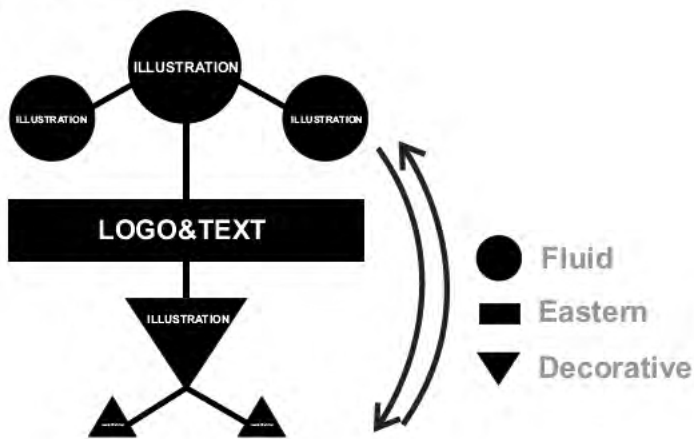 ILLUSTRATION
ILLUSTRATION
ILLUSTRATION
LOGO&TEXT
ILLUSTRATION
Fluid
Eastern
Decorative